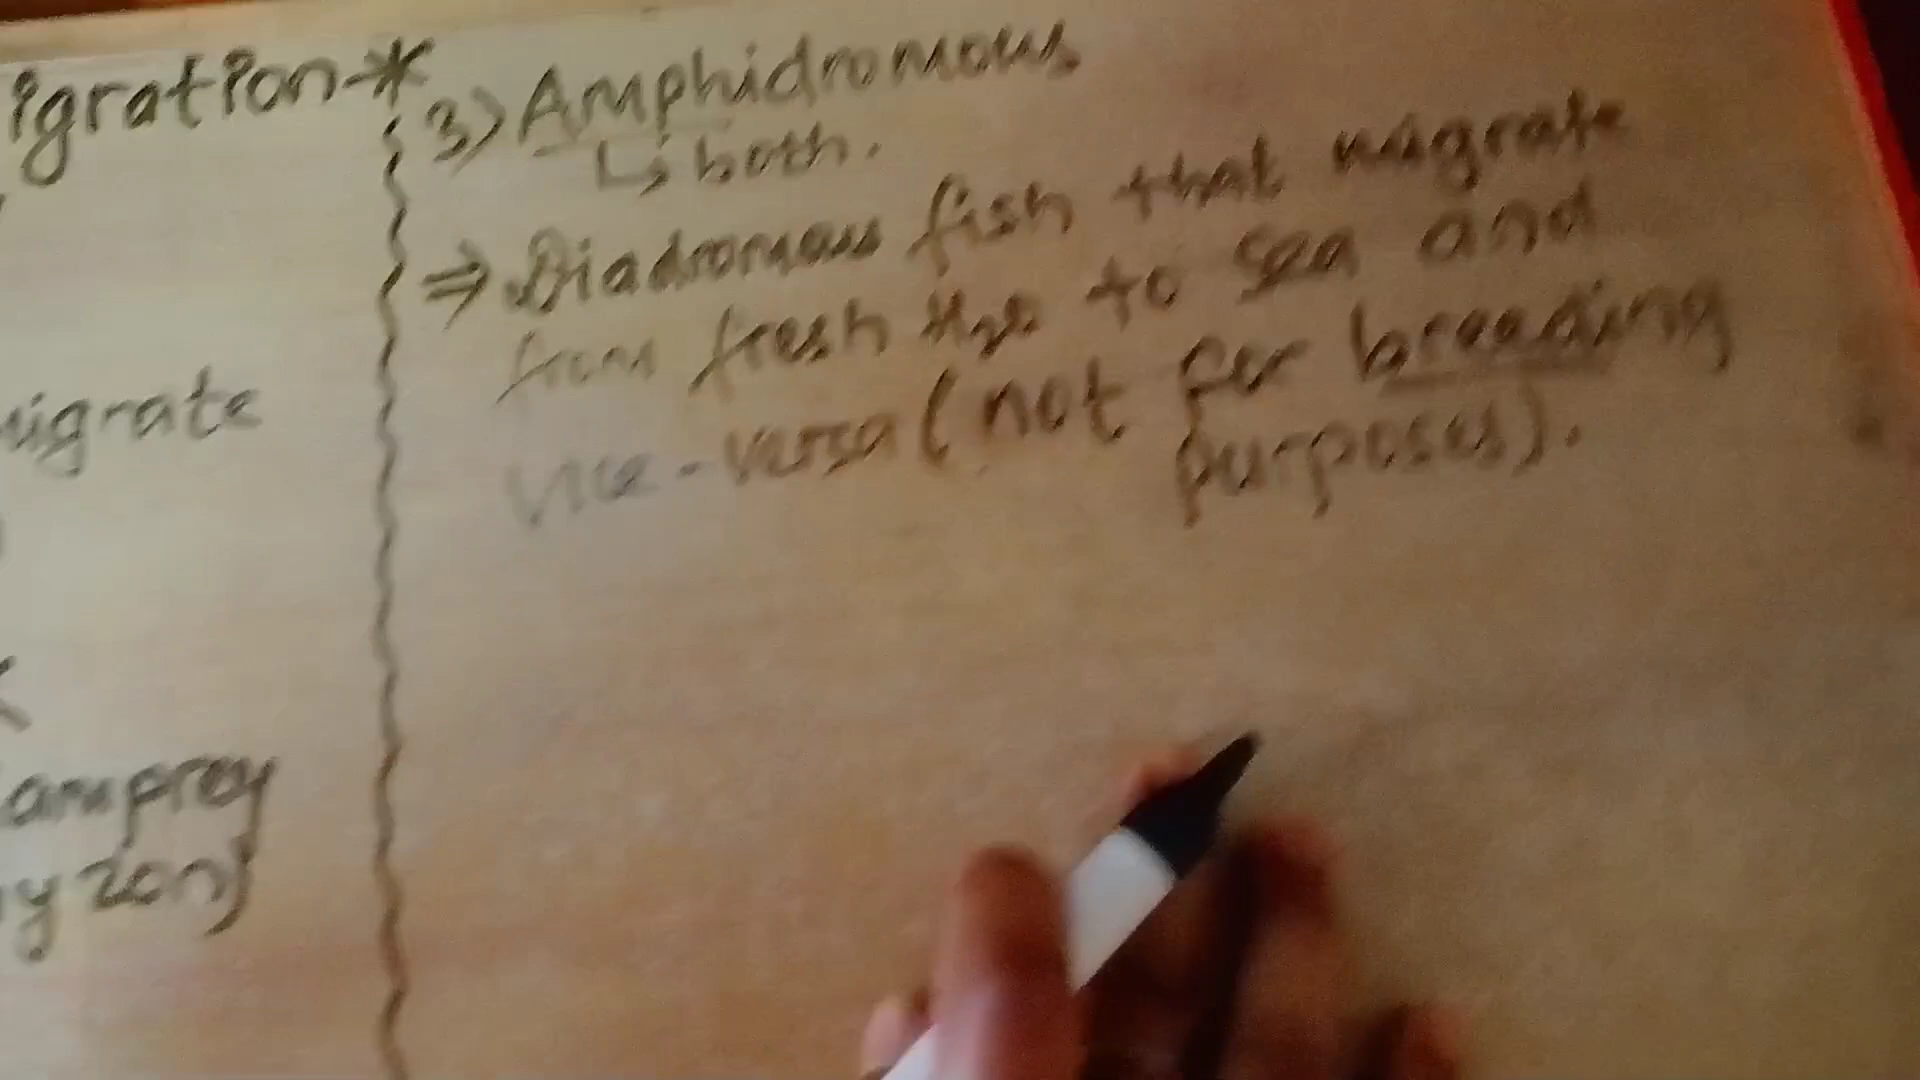 igration*
igrate
amprey
yzon)
3) Amphidromous
↳ both.
⇒ Diadromous fish that migrate
from fresh H₂O to sea and
vice-versa (not for breeding
purposes).